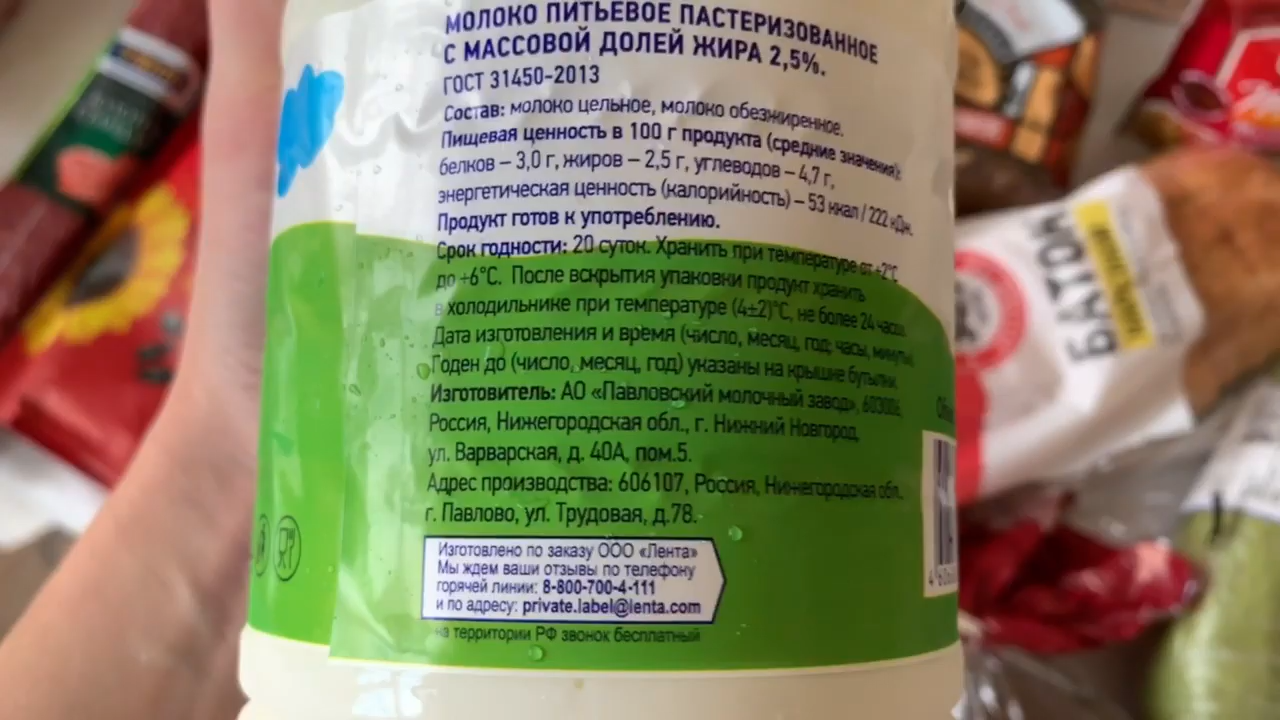 МОЛОКО ПИТЬЕВОЕ ПАСТЕРИЗОВАННОЕ
С МАССОВОЙ ДОЛЕЙ ЖИРА 2,5%.
ГОСТ 31450-2013
Состав: молоко цельное, молоко обезжиренное.
Пищевая ценность в 100 г продукта (средние значения):
белков – 3,0 г, жиров – 2,5 г, углеводов – 4,7 г,
энергетическая ценность (калорийность) – 53 ккал / 222 кДж.
Продукт готов к употреблению.
Срок годности: 20 суток. Хранить при температуре от +2°С
до +6°С. После вскрытия упаковки продукт хранить
в холодильнике при температуре (4±2)°С, не более 24 часов.
Дата изготовления и время (число, месяц, год; часы, минуты)
Годен до (число, месяц, год) указаны на крышке бутылки.
Изготовитель: АО «Павловский молочный завод», 603006,
Россия, Нижегородская обл., г. Нижний Новгород,
ул. Варварская, д. 40А, пом.5.
Адрес производства: 606107, Россия, Нижегородская обл.,
г. Павлово, ул. Трудовая, д.78.
Изготовлено по заказу ООО «Лента»
Мы ждем ваши отзывы по телефону
горячей линии: 8-800-700-4-111
и по адресу: private.label@lenta.com
на территории РФ звонок бесплатный
БАТОН